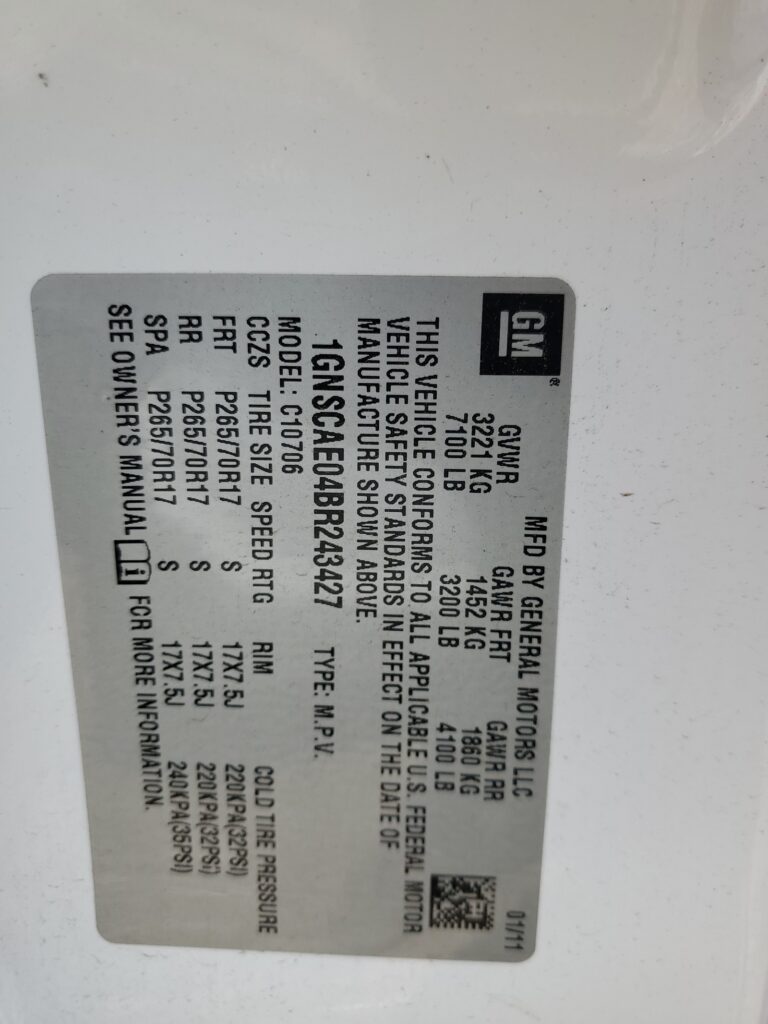 GM®
MFD BY GENERAL MOTORS LLC 01/11
GVWR GAWR FRT GAWR RR
3221 KG 1452 KG 1860 KG
7100 LB 3200 LB 4100 LB
THIS VEHICLE CONFORMS TO ALL APPLICABLE U.S. FEDERAL MOTOR
VEHICLE SAFETY STANDARDS IN EFFECT ON THE DATE OF
MANUFACTURE SHOWN ABOVE.
1GNSCAE04BR243427 TYPE: M.P.V.
MODEL: C10706
CCZS TIRE SIZE SPEED RTG RIM COLD TIRE PRESSURE
FRT P265/70R17 S 17X7.5J 220KPA(32PSI)
RR P265/70R17 S 17X7.5J 220KPA(32PSI)
SPA P265/70R17 S 17X7.5J 240KPA(35PSI)
SEE OWNER'S MANUAL i FOR MORE INFORMATION.